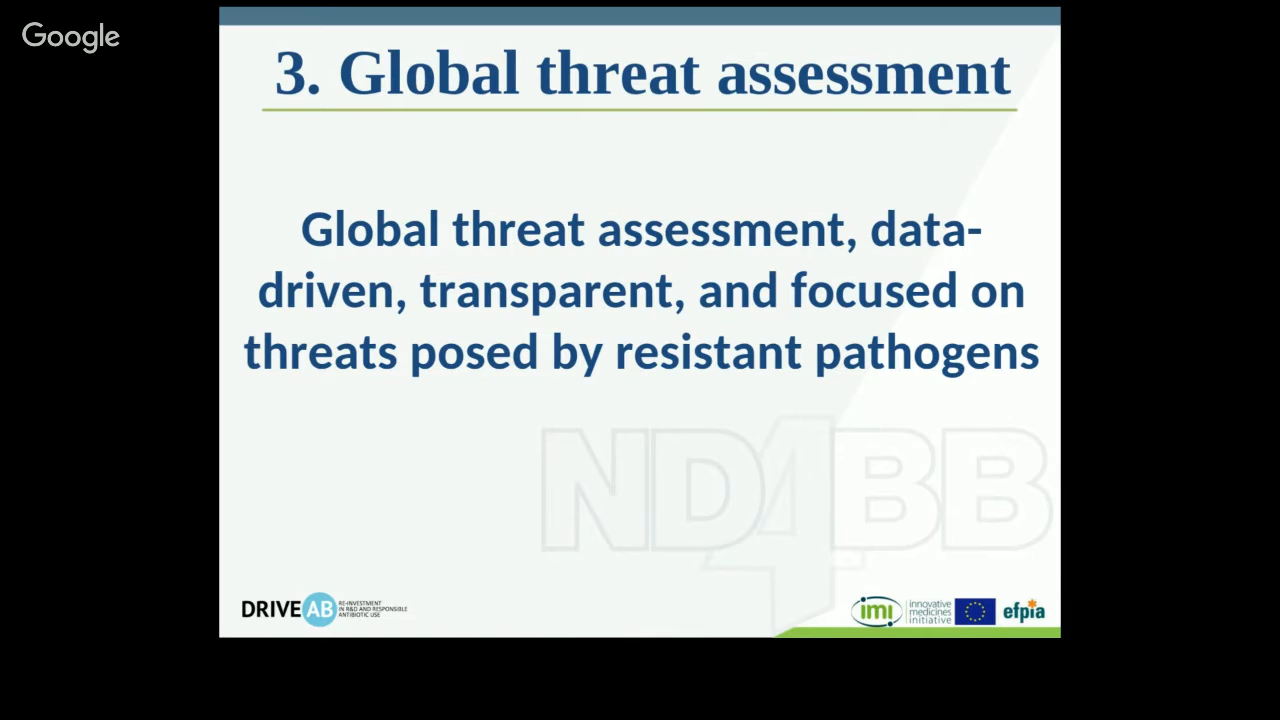 Google
3. Global threat assessment
Global threat assessment, data-
driven, transparent, and focused on
threats posed by resistant pathogens
ND4BB
DRIVE AB
RE-INVESTMENT
IN R&D AND RESPONSIBLE
ANTIBIOTIC USE
imi
innovative
medicines
initiative
efpia